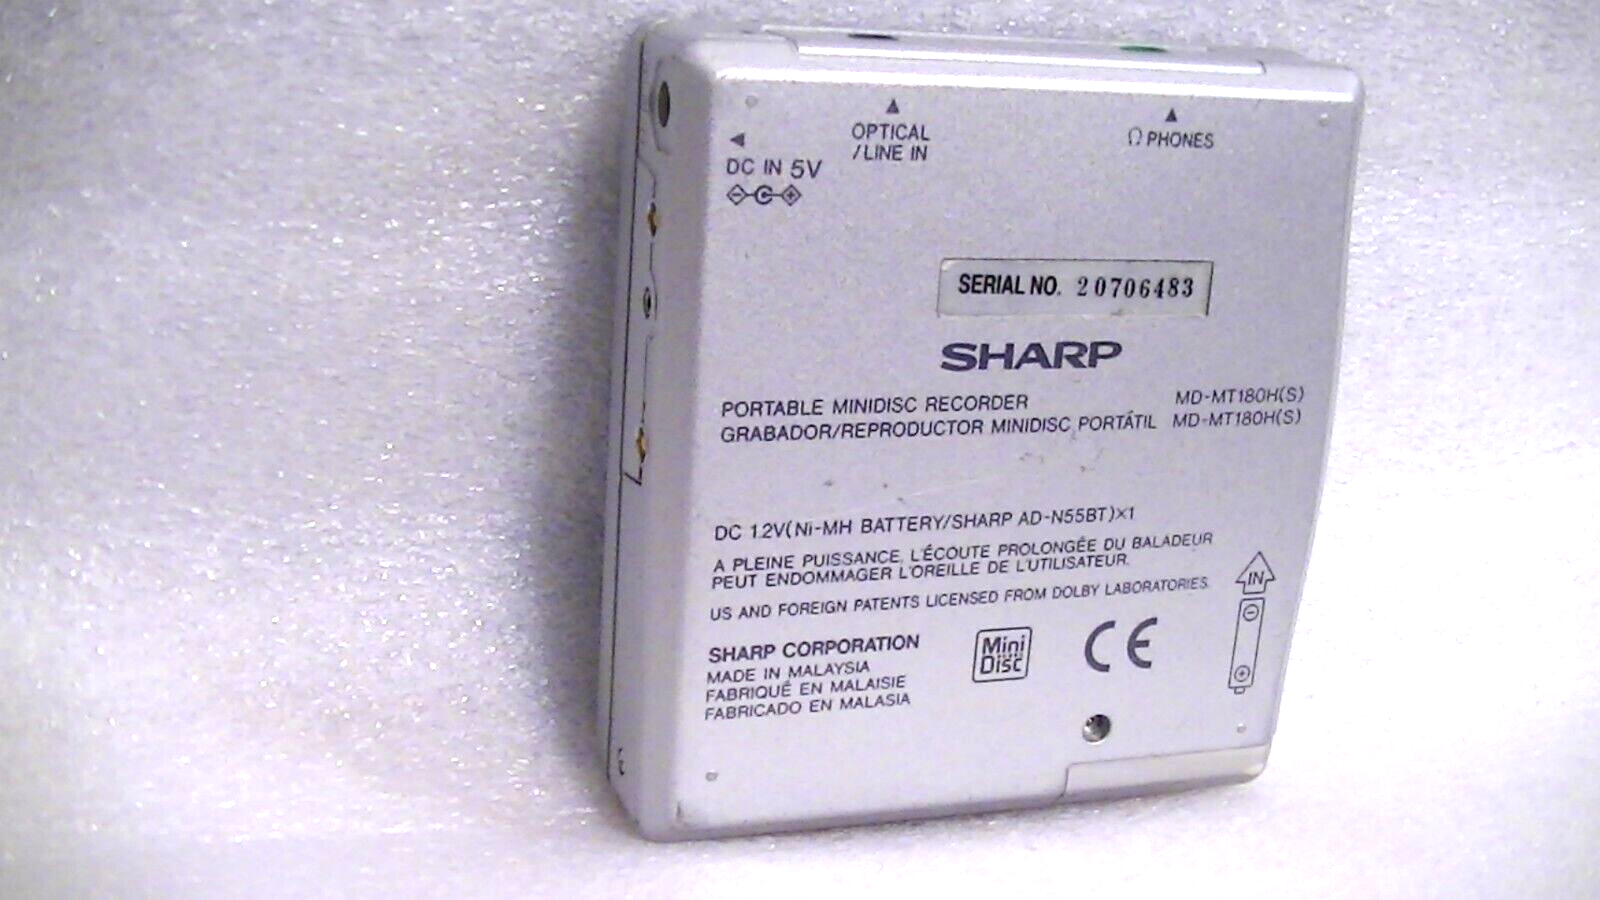 OPTICAL
/LINE IN
PHONES
DC IN 5V
SERIAL NO. 20706483
SHARP
PORTABLE MINIDISC RECORDER MD-MT180H(S)
GRABADOR/REPRODUCTOR MINIDISC PORTÁTIL MD-MT180H(S)
DC 1.2V(Ni-MH BATTERY/SHARP AD-N55BT)×1
A PLEINE PUISSANCE, L'ÉCOUTE PROLONGÉE DU BALADEUR
PEUT ENDOMMAGER L'OREILLE DE L'UTILISATEUR.
US AND FOREIGN PATENTS LICENSED FROM DOLBY LABORATORIES.
IN
SHARP CORPORATION
MADE IN MALAYSIA
FABRIQUÉ EN MALAISIE
FABRICADO EN MALASIA
Mini
Disc
CE